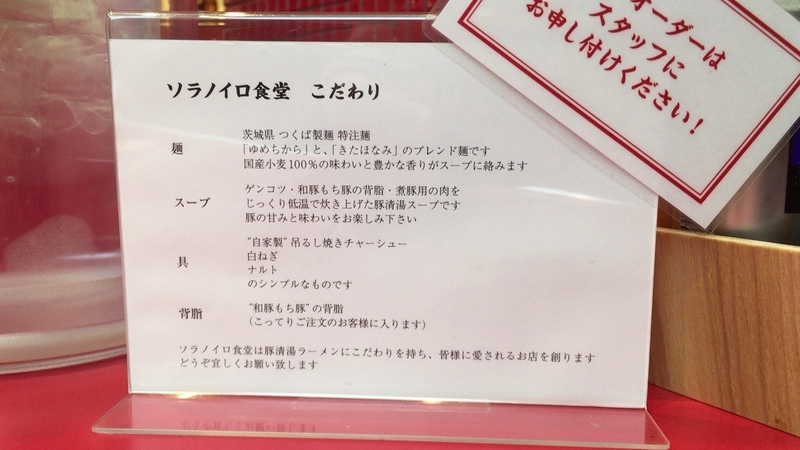 ソラノイロ食堂 こだわり
麺
茨城県 つくば製麺 特注麺
「ゆめちから」と、「きたほなみ」のブレンド麺です
国産小麦100%の味わいと豊かな香りがスープに絡みます
スープ
ゲンコツ・和豚もち豚の背脂・煮豚用の肉を
じっくり低温で炊き上げた豚清湯スープです
豚の甘みと味わいをお楽しみ下さい
具
"自家製"吊るし焼きチャーシュー
白ねぎ
ナルト
のシンプルなものです
背脂
"和豚もち豚"の背脂
（こってりご注文のお客様に入ります）
ソラノイロ食堂は豚清湯ラーメンにこだわりを持ち、皆様に愛されるお店を創ります
どうぞ宜しくお願い致します
オーダーは
スタッフに
お申し付けください！